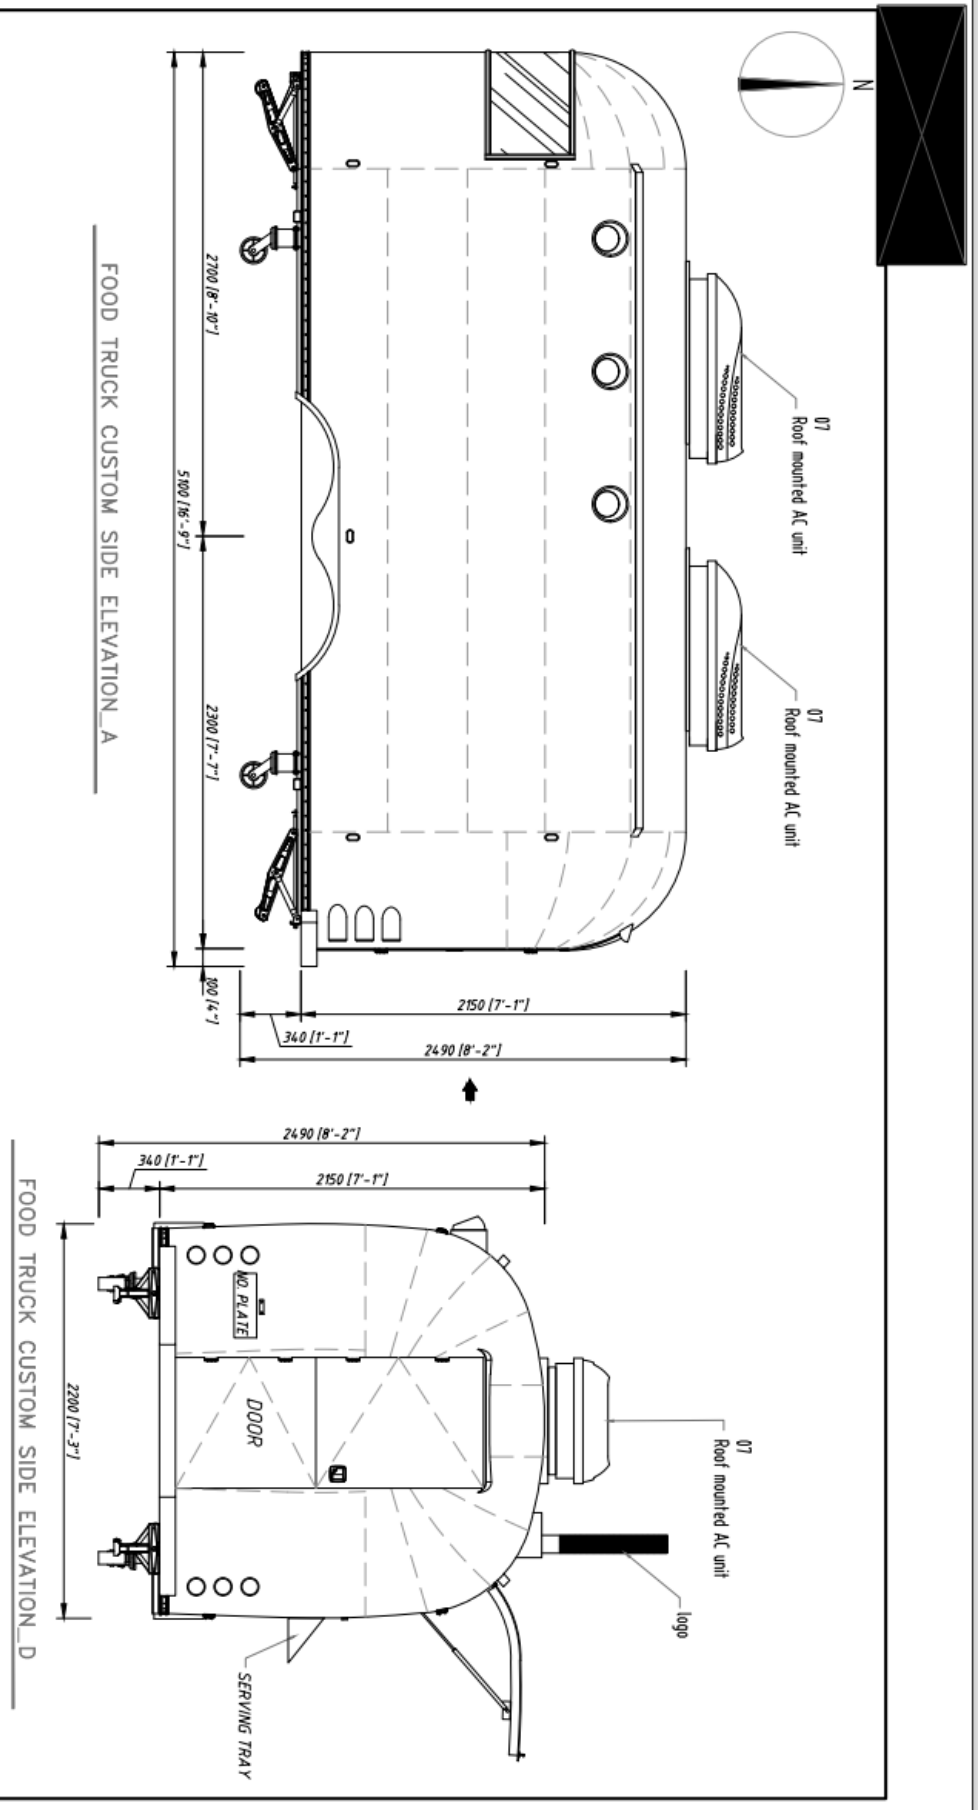 N
07
Roof mounted AC unit
07
Roof mounted AC unit
2700 [8'-10"]
2300 [7'-7"]
100 [4"]
5100 [16'-9"]
2150 [7'-1"]
340 [1'-1"]
2490 [8'-2"]
FOOD TRUCK CUSTOM SIDE ELEVATION_A
07
Roof mounted AC unit
logo
2490 [8'-2"]
340 [1'-1"]
2150 [7'-1"]
NO. PLATE
DOOR
SERVING TRAY
2200 [7'-3"]
FOOD TRUCK CUSTOM SIDE ELEVATION_D